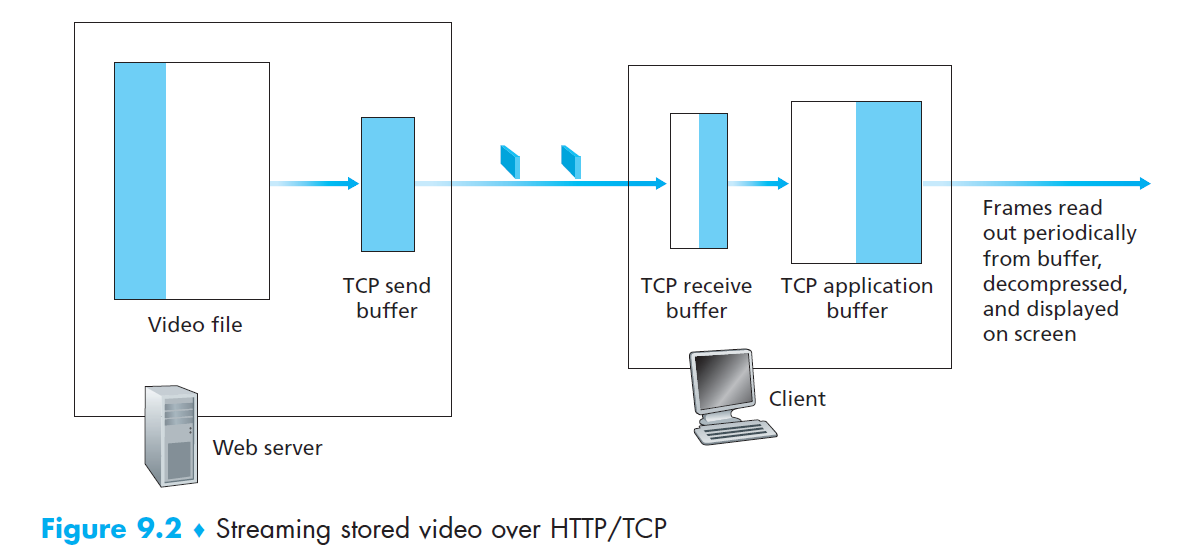 Video file
TCP send
buffer
TCP receive
buffer
TCP application
buffer
Frames read
out periodically
from buffer,
decompressed,
and displayed
on screen
Client
Web server
Figure 9.2 ♦ Streaming stored video over HTTP/TCP